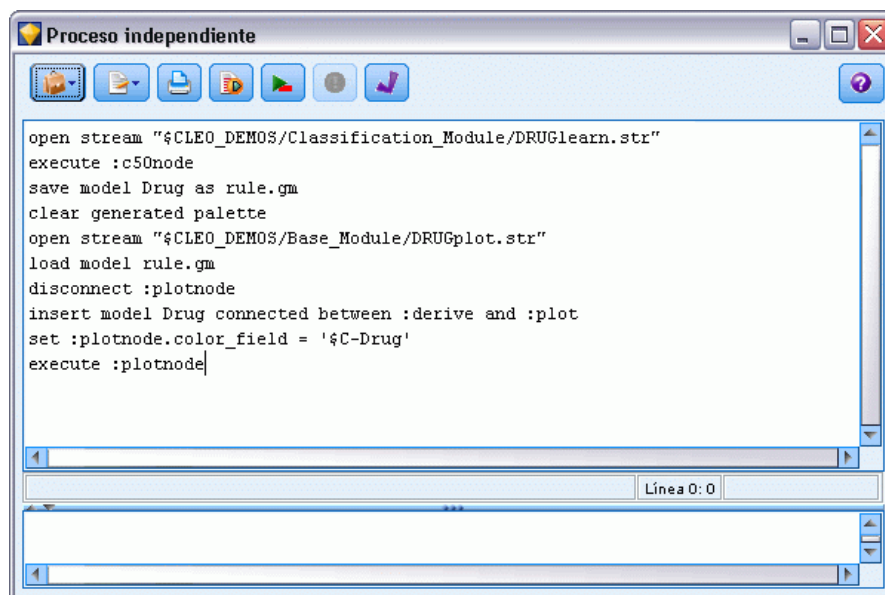 Proceso independiente
open stream "$CLEO_DEMOS/Classification_Module/DRUGlearn.str"
execute :c50node
save model Drug as rule.gm
clear generated palette
open stream "$CLEO_DEMOS/Base_Module/DRUGplot.str"
load model rule.gm
disconnect :plotnode
insert model Drug connected between :derive and :plot
set :plotnode.color_field = '$C-Drug'
execute :plotnode
Línea 0: 0